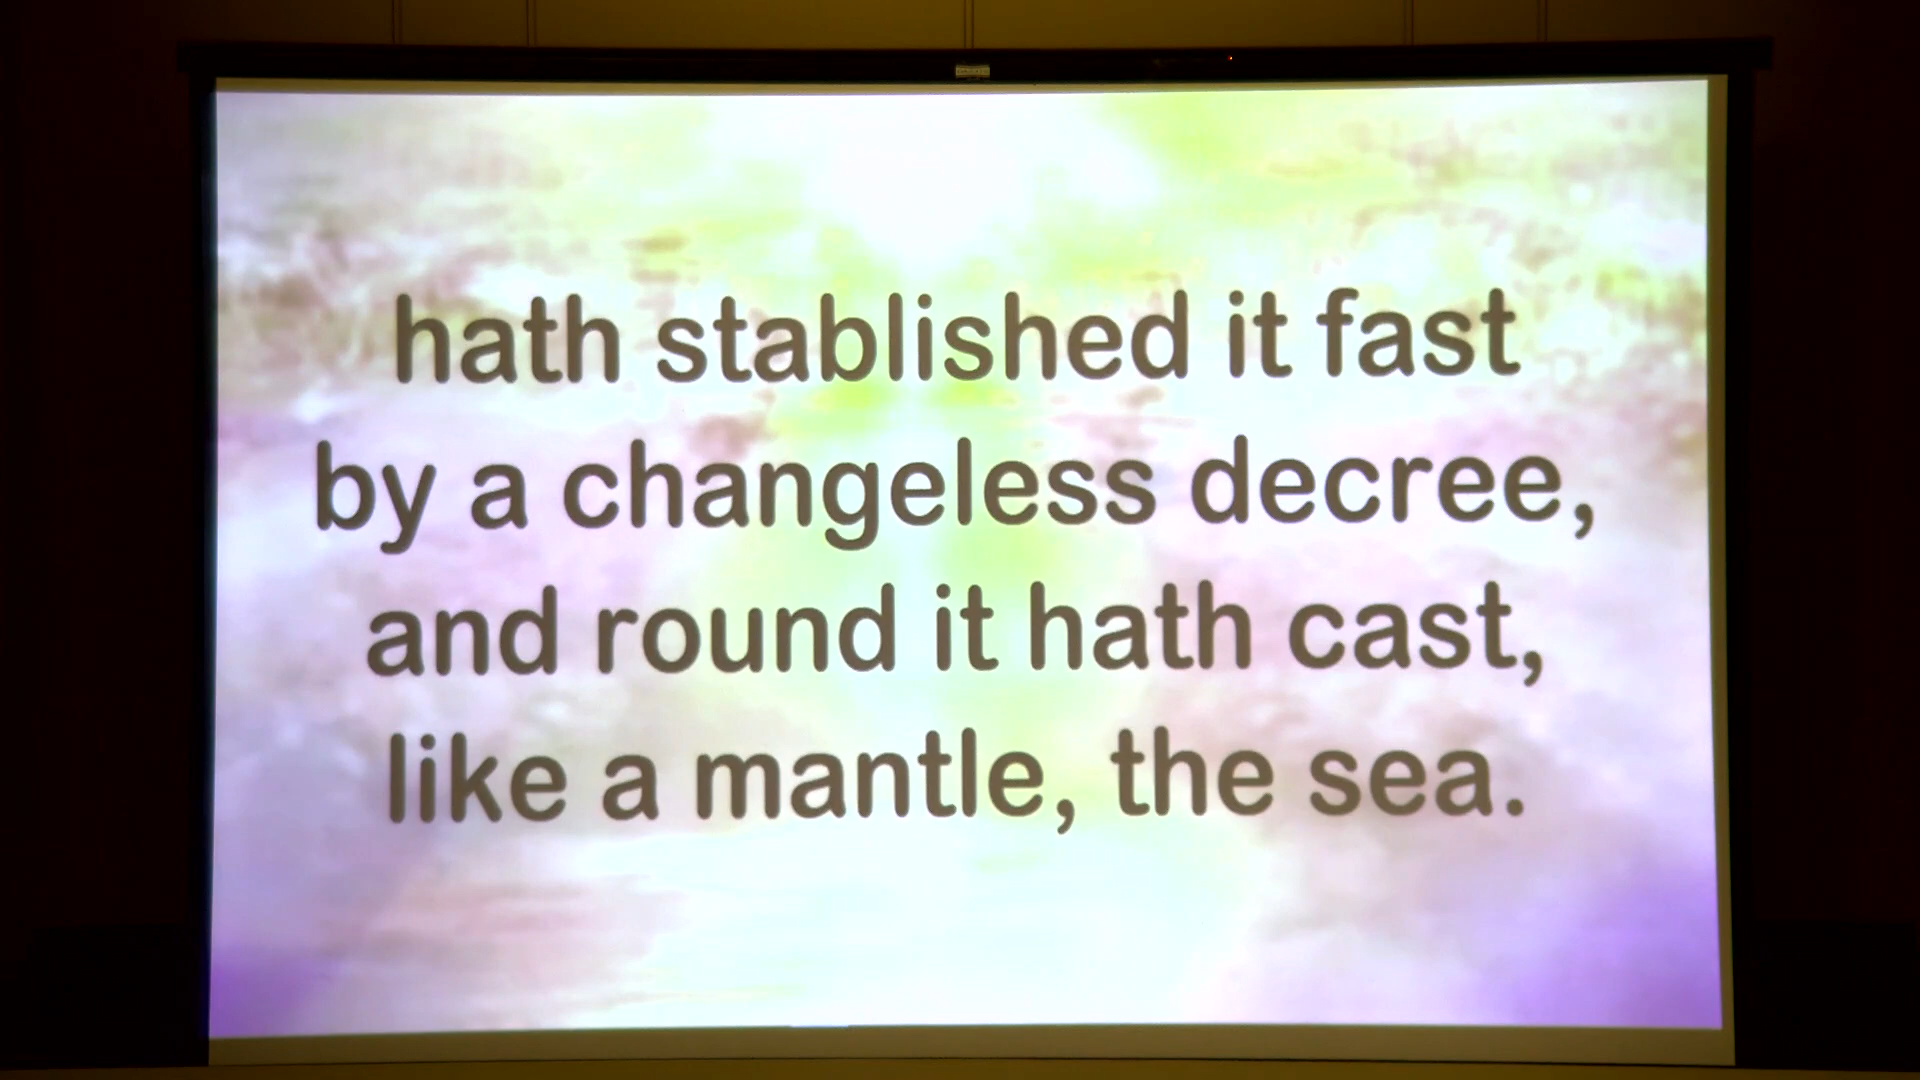 hath stablished it fast
by a changeless decree,
and round it hath cast,
like a mantle, the sea.